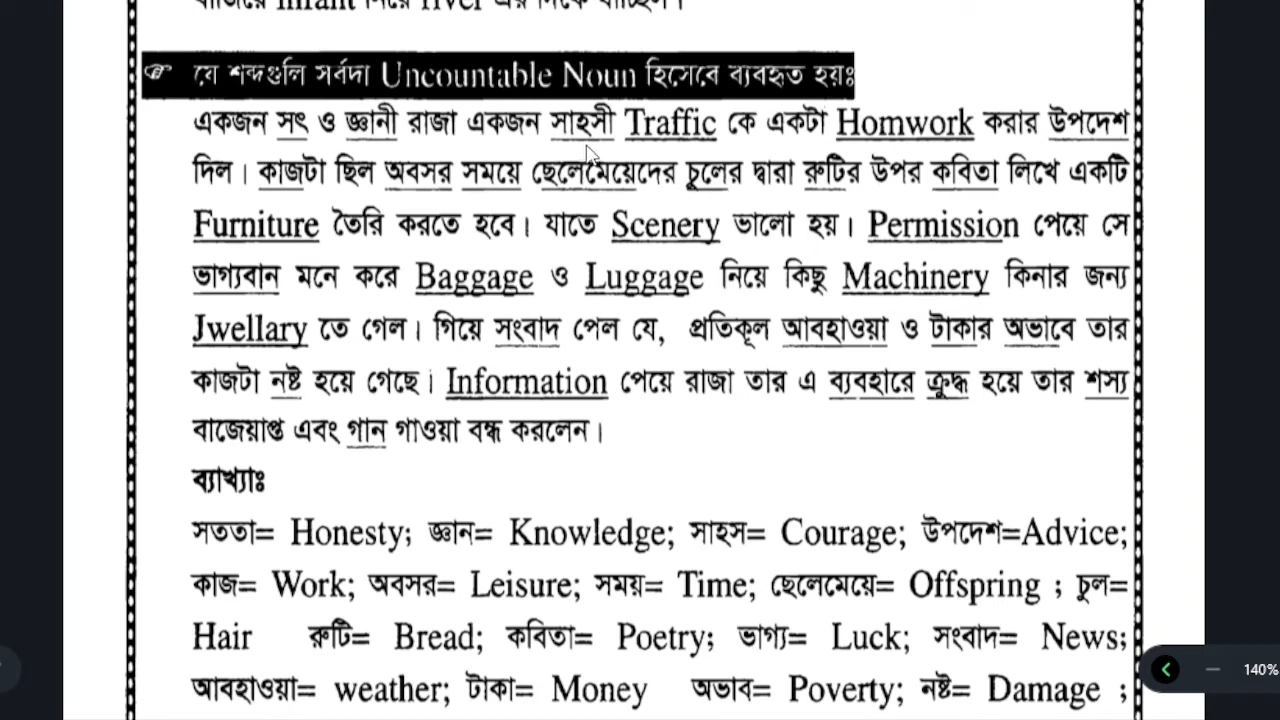 বাজিয়ে infant নিয়ে river এর দিকে যাচ্ছিল।
☞ যে শব্দগুলি সর্বদা Uncountable Noun হিসেবে ব্যবহৃত হয়ঃ
একজন সৎ ও জ্ঞানী রাজা একজন সাহসী Traffic কে একটা Homwork করার উপদেশ
দিল। কাজটা ছিল অবসর সময়ে ছেলেমেয়েদের চুলের দ্বারা রুটির উপর কবিতা লিখে একটি
Furniture তৈরি করতে হবে। যাতে Scenery ভালো হয়। Permission পেয়ে সে
ভাগ্যবান মনে করে Baggage ও Luggage নিয়ে কিছু Machinery কিনার জন্য
Jwellary তে গেল। গিয়ে সংবাদ পেল যে, প্রতিকূল আবহাওয়া ও টাকার অভাবে তার
কাজটা নষ্ট হয়ে গেছে। Information পেয়ে রাজা তার এ ব্যবহারে ক্রুদ্ধ হয়ে তার শস্য
বাজেয়াপ্ত এবং গান গাওয়া বন্ধ করলেন।
ব্যাখ্যাঃ
সততা= Honesty; জ্ঞান= Knowledge; সাহস= Courage; উপদেশ=Advice;
কাজ= Work; অবসর= Leisure; সময়= Time; ছেলেমেয়ে= Offspring ; চুল=
Hair রুটি= Bread; কবিতা= Poetry; ভাগ্য= Luck; সংবাদ= News;
আবহাওয়া= weather; টাকা= Money অভাব= Poverty; নষ্ট= Damage ;
140%